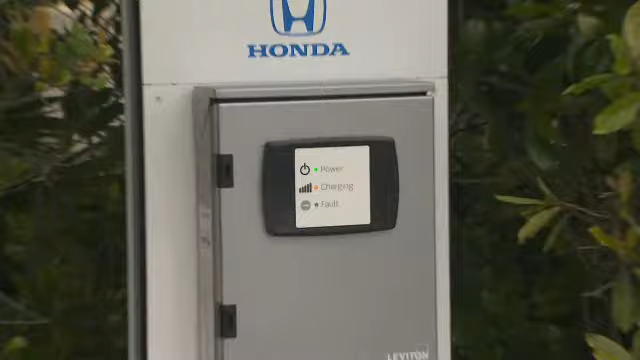 HONDA
Power
Charging
Fault
LEVITON